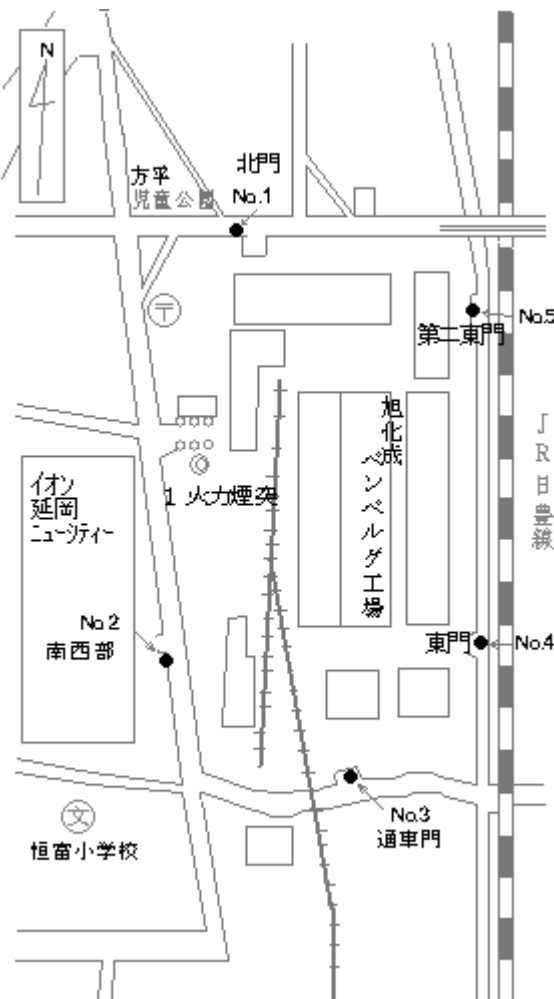 N
北門
方平
児童公園
No.1
〒
No.5
第二東門
旭化成
ベンベルグ工場
JR日豊線
イオン
延岡
ニューシティー
1 火力煙突
No.2
南西部
東門
No.4
No.3
通車門
文
恒富小学校